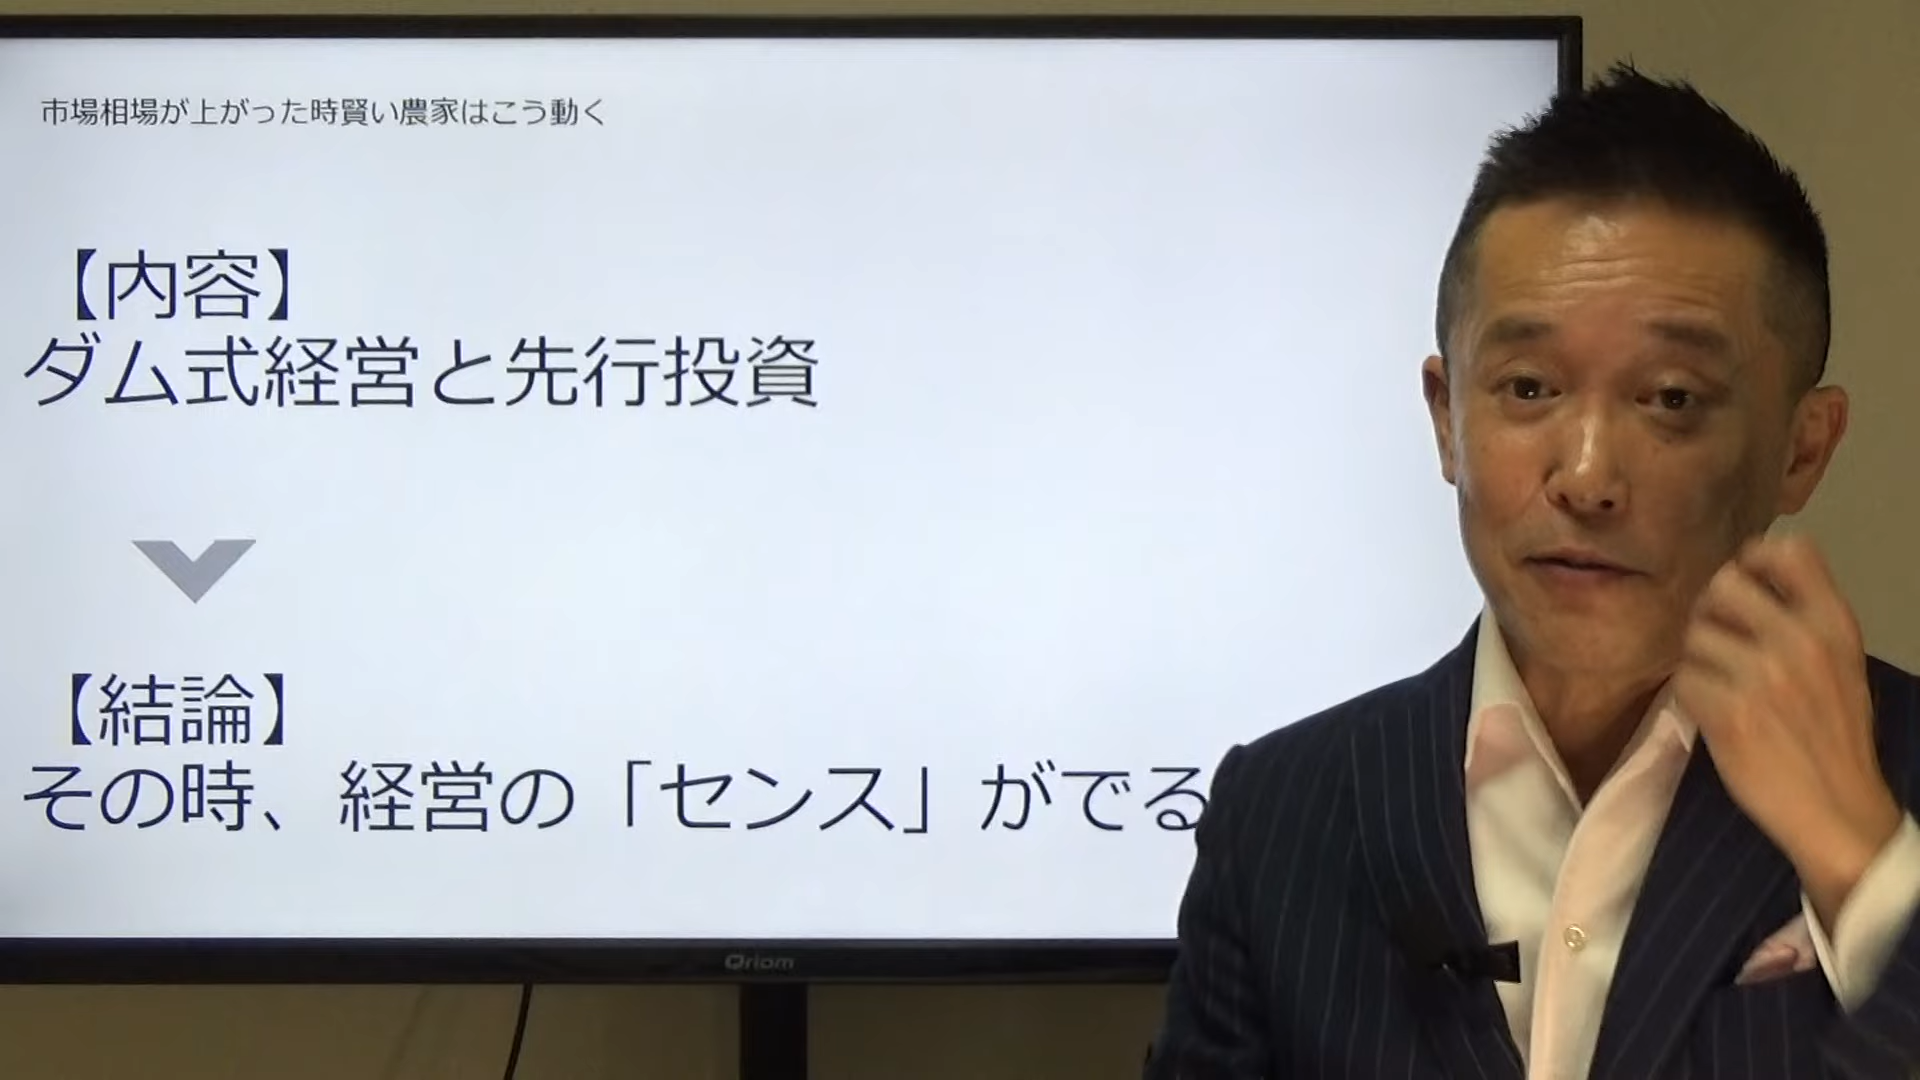 市場相場が上がった時賢い農家はこう動く
【内容】
ダム式経営と先行投資
【結論】
その時、経営の「センス」がでる
Qriom